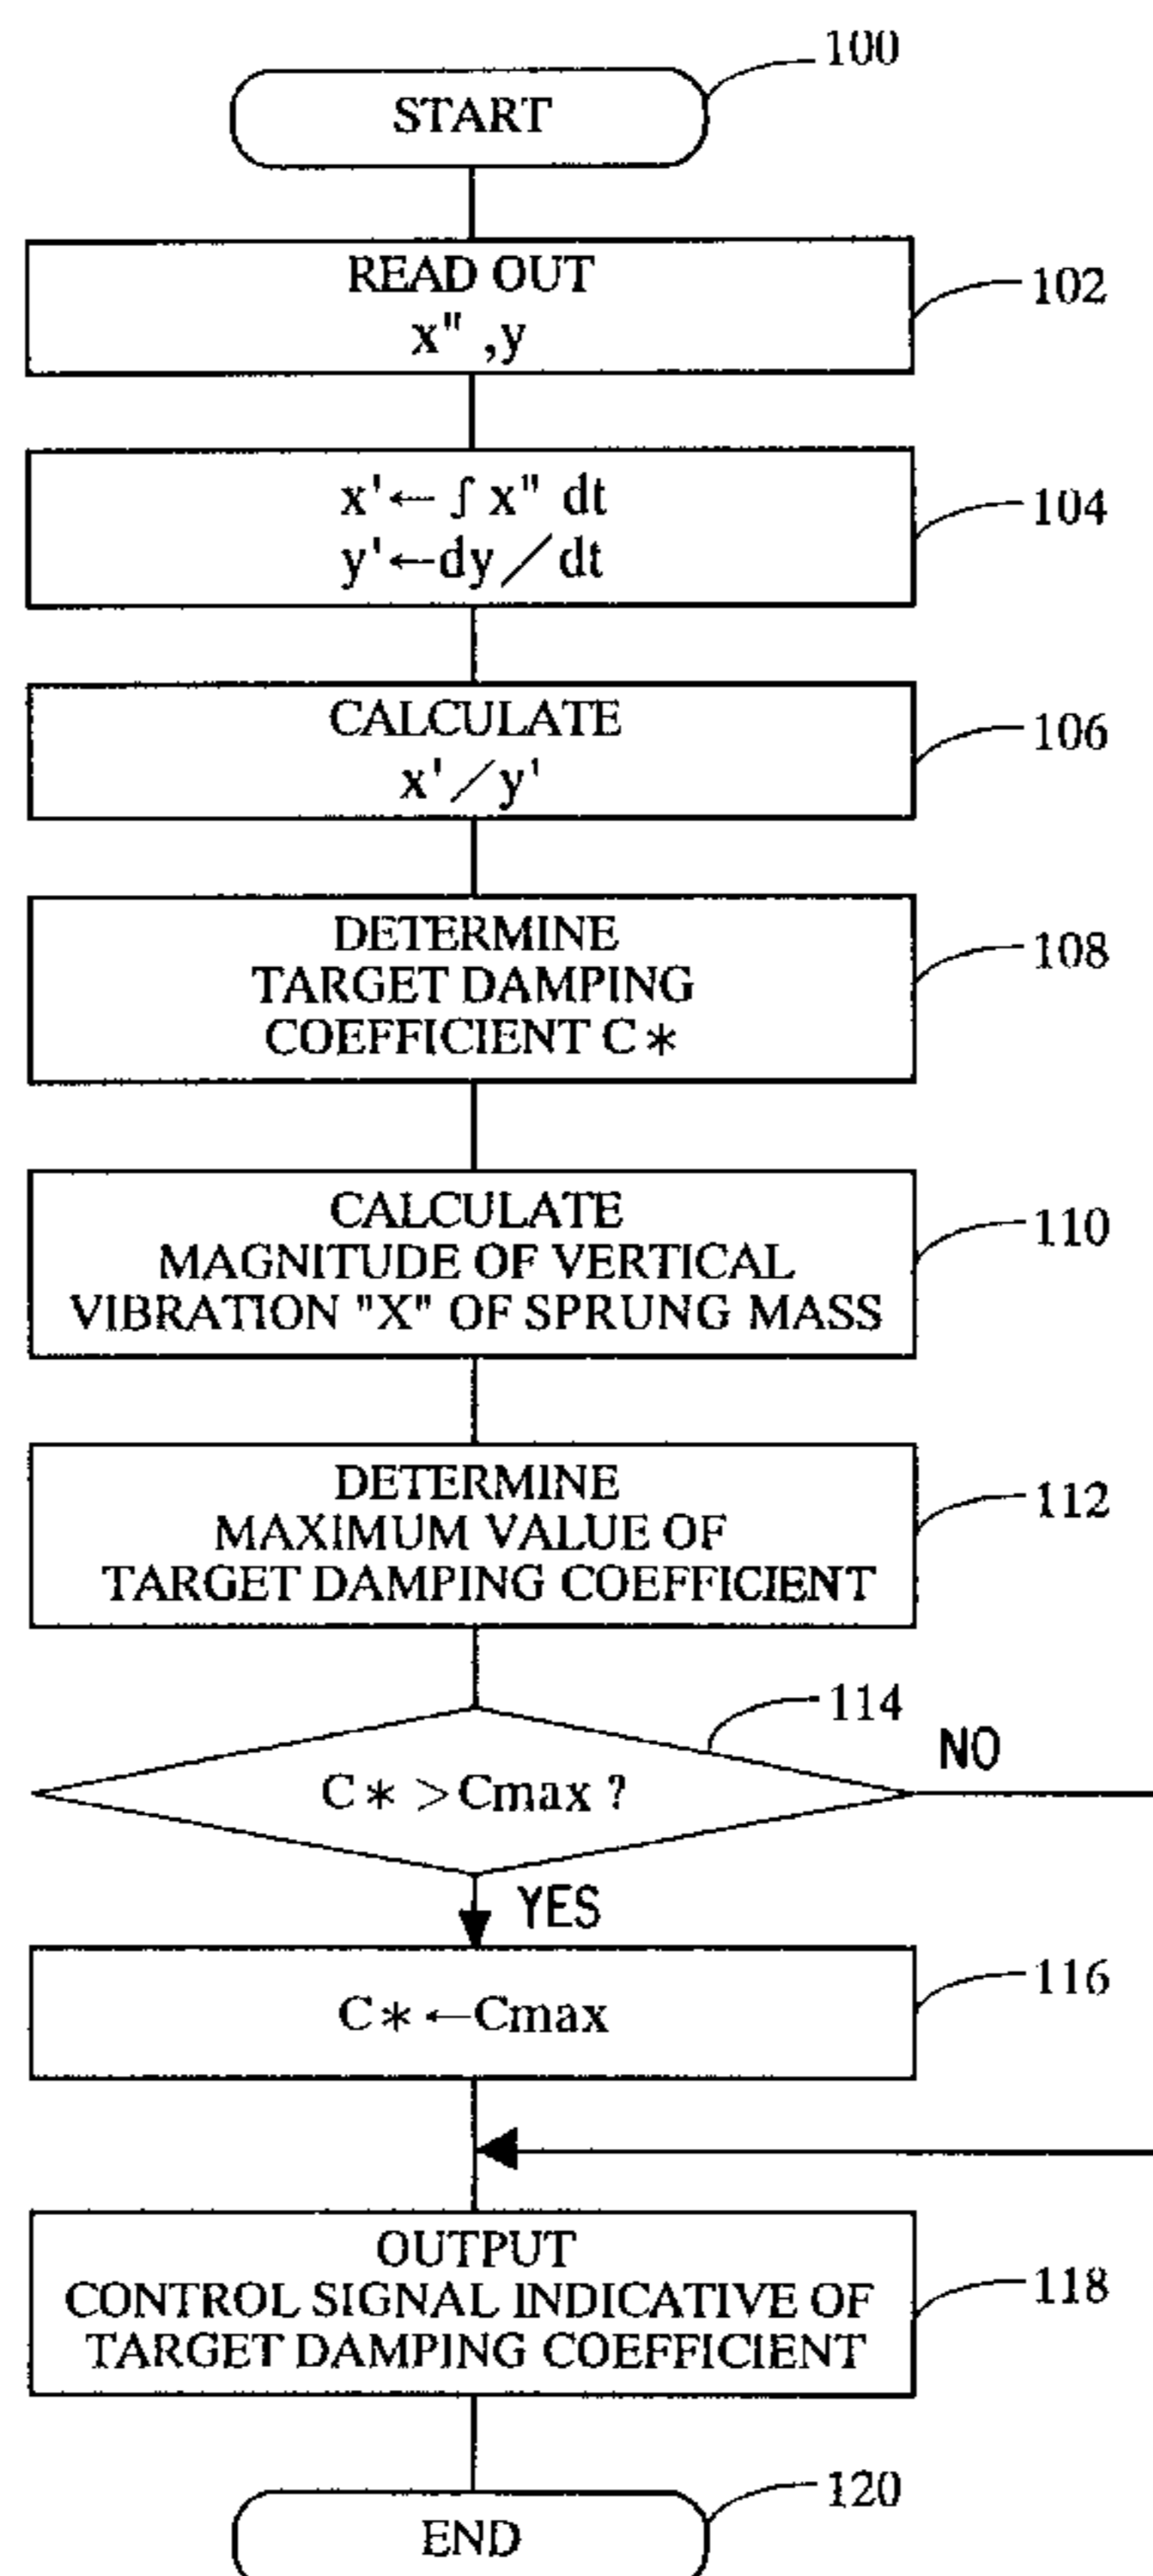 100
START
READ OUT
x" ,y
102
x'←∫ x" dt
y'←dy/dt
104
CALCULATE
x'/y'
106
DETERMINE
TARGET DAMPING
COEFFICIENT C*
108
CALCULATE
MAGNITUDE OF VERTICAL
VIBRATION "X" OF SPRUNG MASS
110
DETERMINE
MAXIMUM VALUE OF
TARGET DAMPING COEFFICIENT
112
114
C* >Cmax ?
NO
YES
C*←Cmax
116
OUTPUT
CONTROL SIGNAL INDICATIVE OF
TARGET DAMPING COEFFICIENT
118
120
END